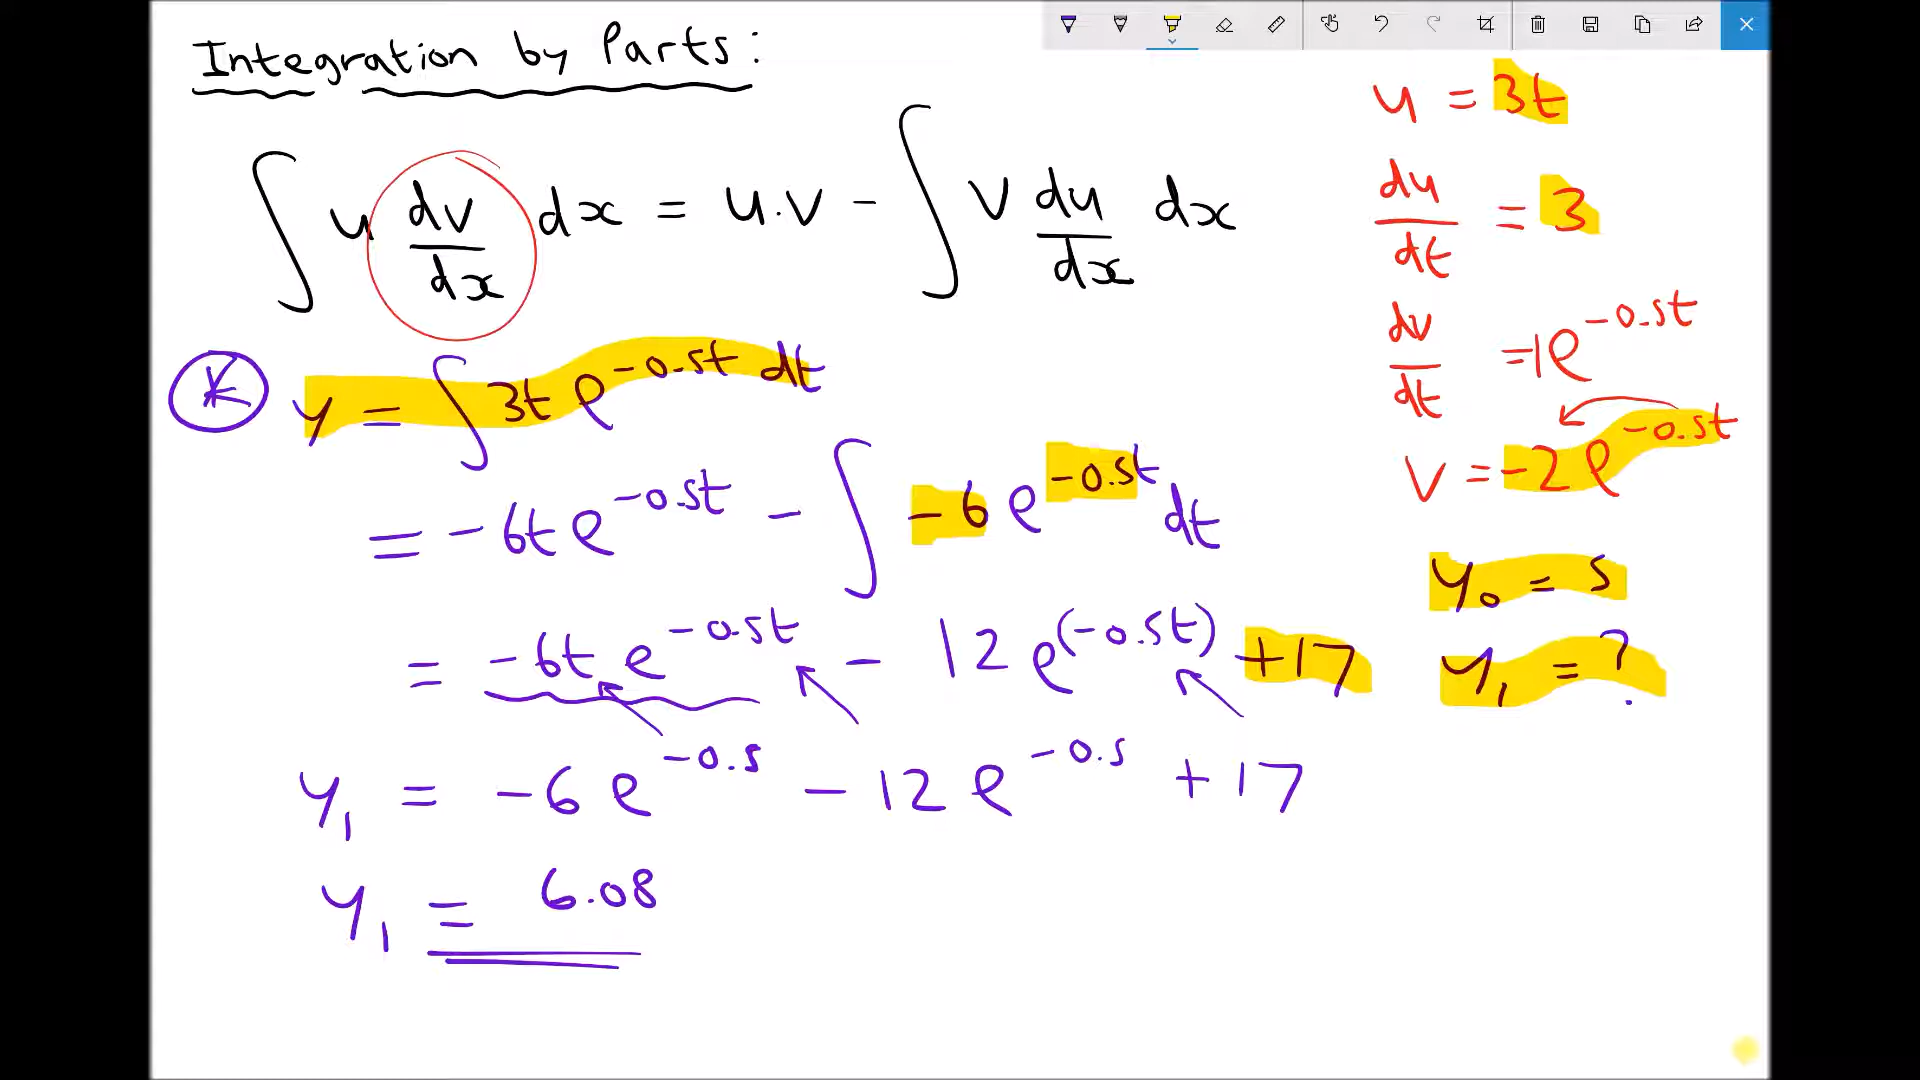 Integration by Parts:
∫ u dv/dx dx = u.v - ∫ v du/dx dx
K y = ∫ 3t e^(-0.5t) dt
= -6t e^(-0.5t) - ∫ -6 e^(-0.5t) dt
= -6t e^(-0.5t) - 12 e^(-0.5t) +17
y₁ = -6 e^(-0.5) - 12 e^(-0.5) + 17
y₁ = 6.08
u = 3t
du/dt = 3
dv/dt = 1e^(-0.5t)
v = -2e^(-0.5t)
y₀ = 5
y₁ = ?